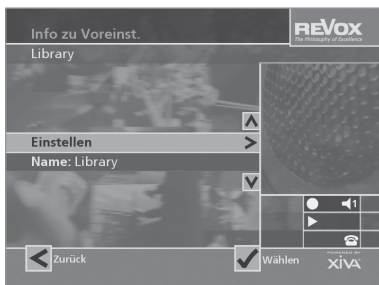 Info zu Voreinst.
REVOX
The Philosophy of Excellence
Library
Einstellen
Name: Library
1
Zurück
Wählen
POWERED BY
XiVA